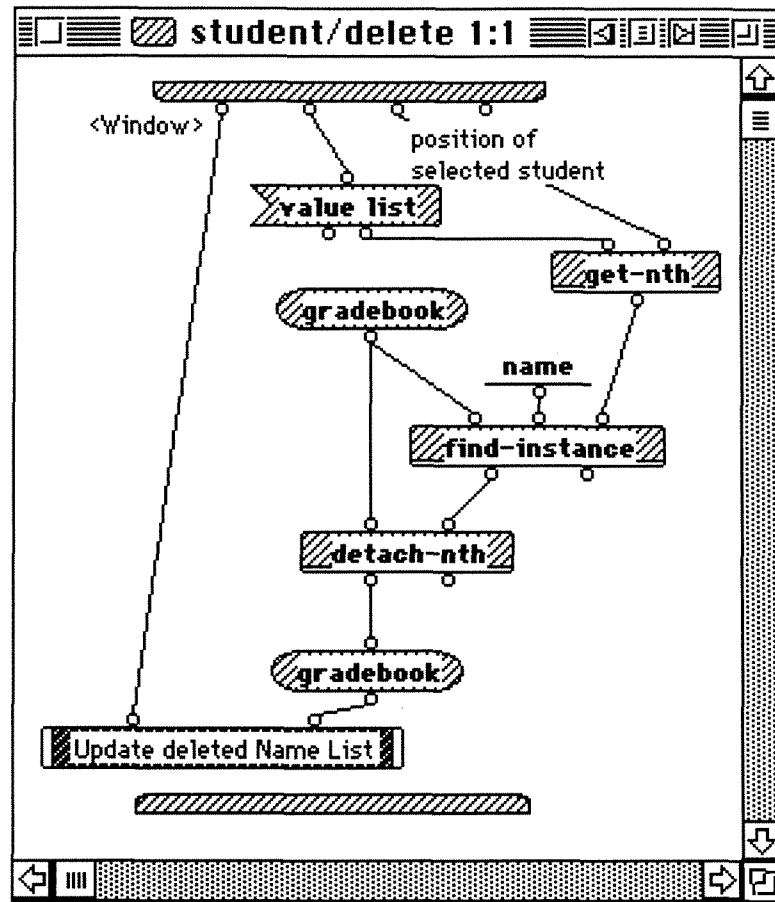 student/delete 1:1
<Window>
position of
selected student
value list
get-nth
gradebook
name
find-instance
detach-nth
gradebook
Update deleted Name List